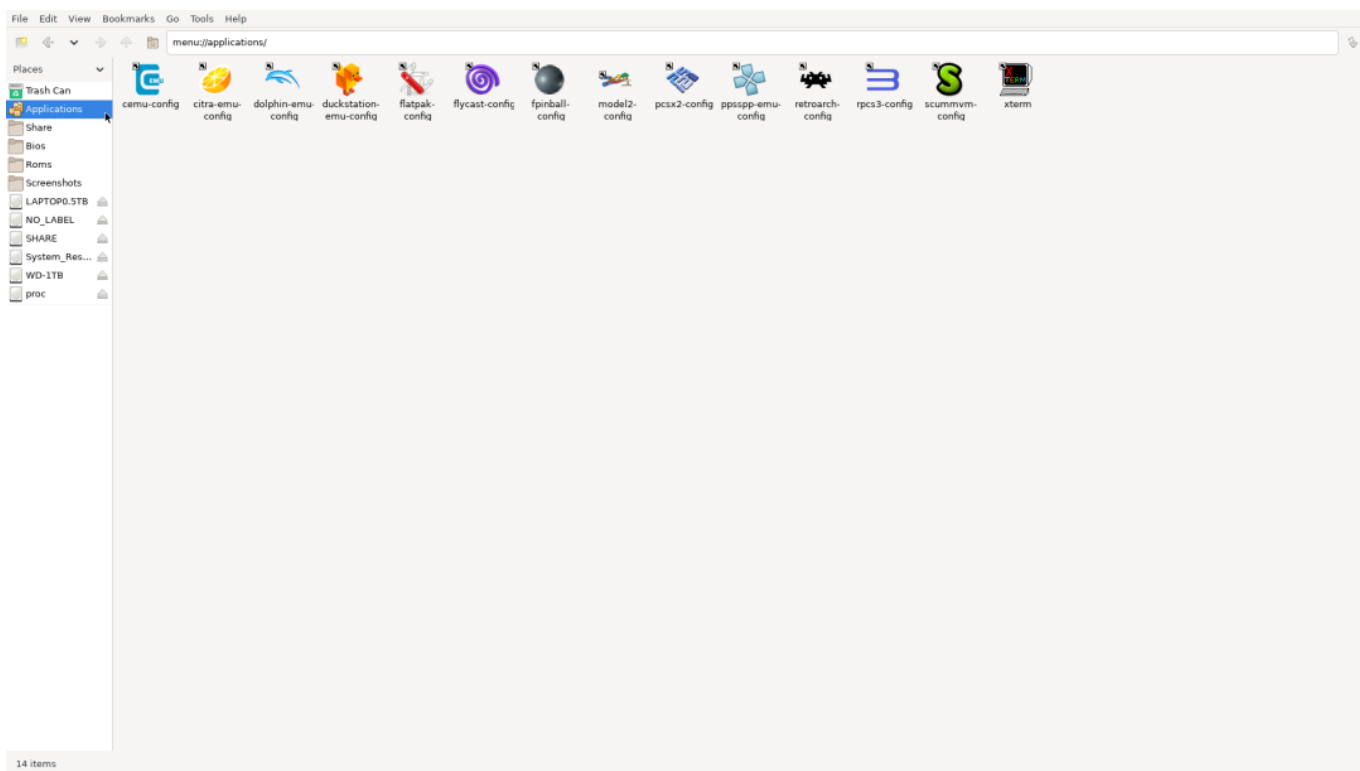 File Edit View Bookmarks Go Tools Help
menu://applications/
Places
Trash Can
Applications
Share
Bios
Roms
Screenshots
LAPTOP0.5TB
NO_LABEL
SHARE
System_Res...
WD-1TB
proc
cemu-config
citra-emu-
config
dolphin-emu-
config
duckstation-
emu-config
flatpak-
config
flycast-config
fpinball-
config
model2-
config
pcsx2-config
ppsspp-emu-
config
retroarch-
config
rpcs3-config
scummvm-
config
xterm
CEMU
X
TERM
14 items